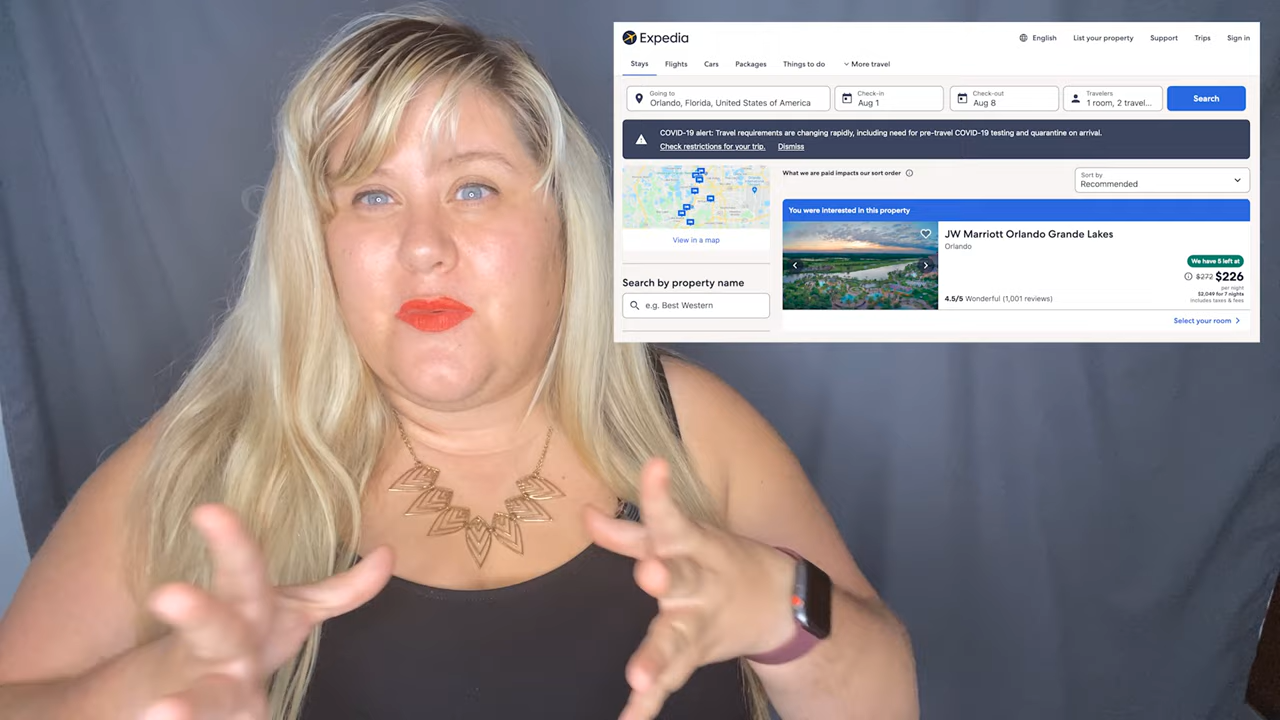 Expedia
English List your property Support Trips Sign in
Stays Flights Cars Packages Things to do More travel
Going to
Orlando, Florida, United States of America
Check-in
Aug 1
Check-out
Aug 8
Travelers
1 room, 2 travel...
Search
COVID-19 alert: Travel requirements are changing rapidly, including need for pre-travel COVID-19 testing and quarantine on arrival.
Check restrictions for your trip. Dismiss
View in a map
Search by property name
e.g. Best Western
What we are paid impacts our sort order
Sort by
Recommended
You were interested in this property
JW Marriott Orlando Grande Lakes
Orlando
We have 5 left at
$272 $226
per night
$2,049 for 7 nights
includes taxes & fees
4.5/5 Wonderful (1,001 reviews)
Select your room